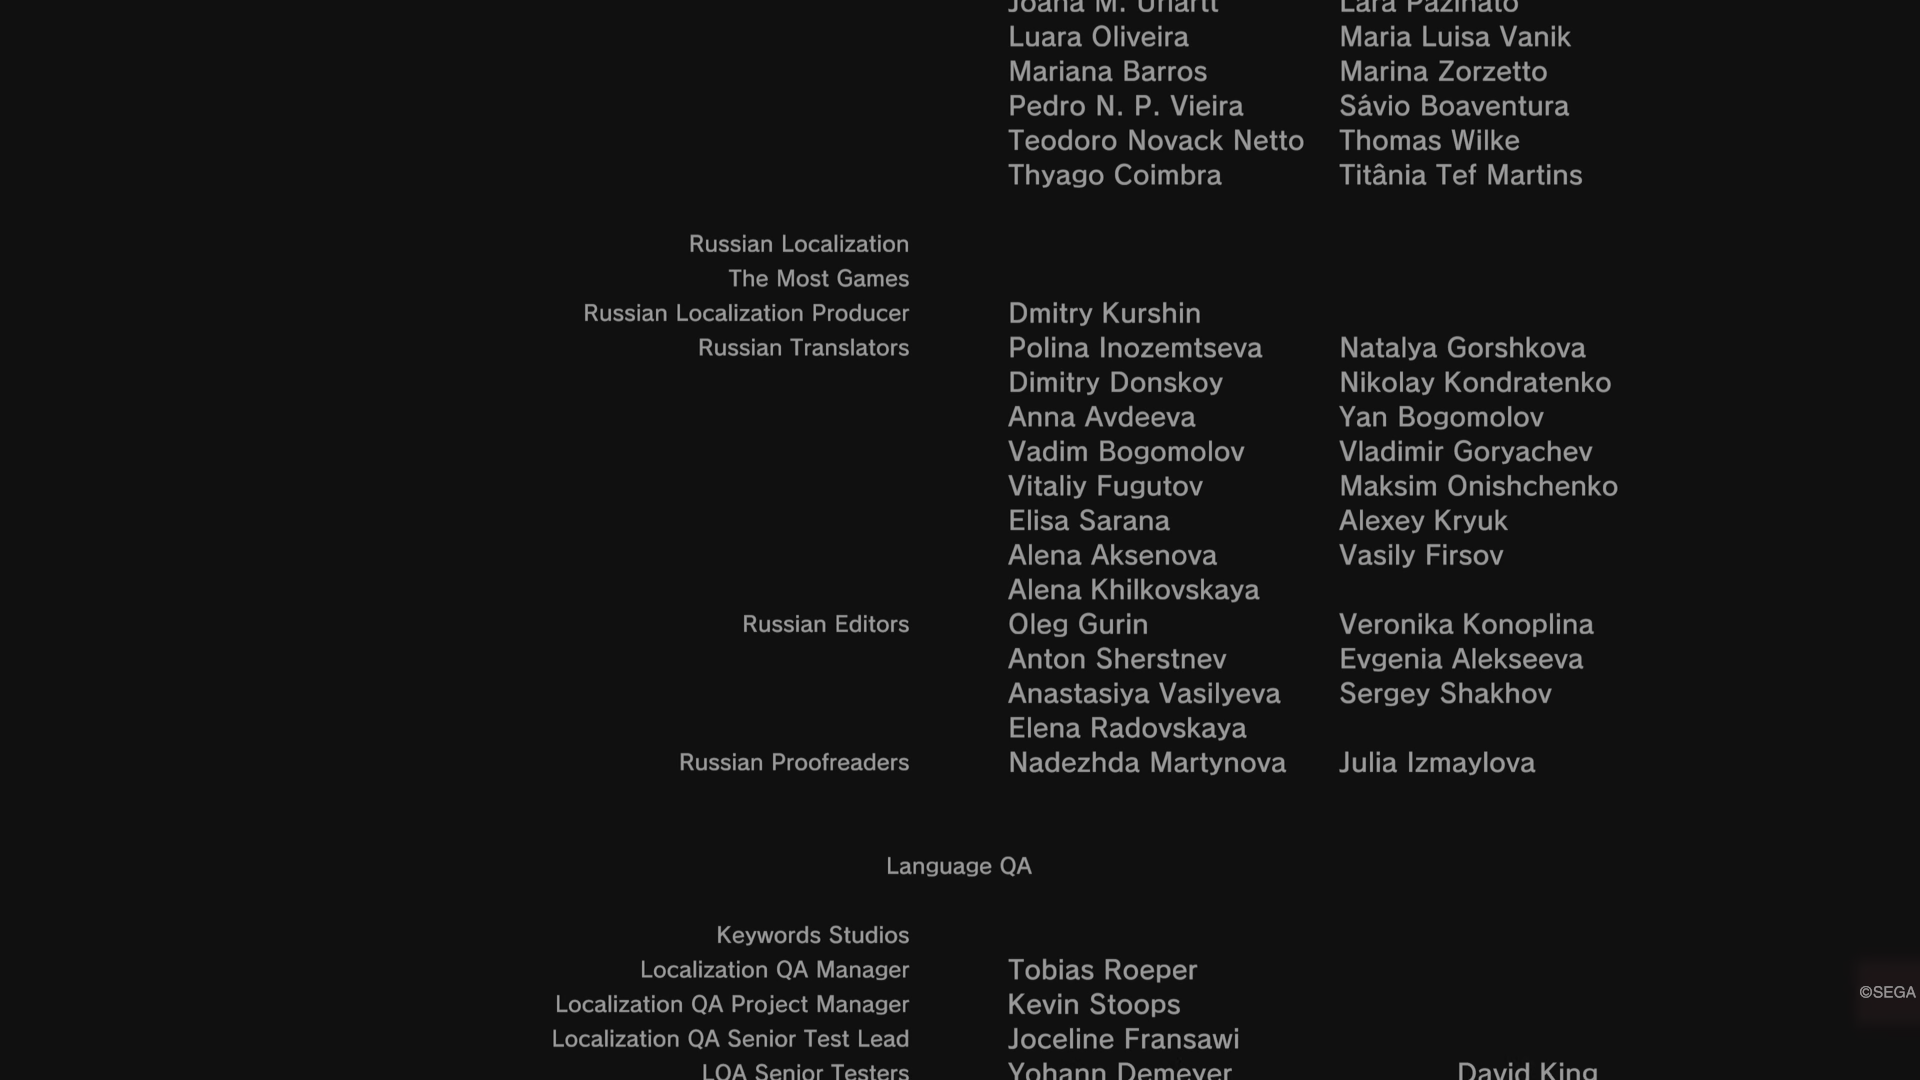 Joana M. Uriartt Lara Pazinato
Luara Oliveira Maria Luisa Vanik
Mariana Barros Marina Zorzetto
Pedro N. P. Vieira Sávio Boaventura
Teodoro Novack Netto Thomas Wilke
Thyago Coimbra Titânia Tef Martins
Russian Localization
The Most Games
Russian Localization Producer Dmitry Kurshin
Russian Translators Polina Inozemtseva Natalya Gorshkova
Dimitry Donskoy Nikolay Kondratenko
Anna Avdeeva Yan Bogomolov
Vadim Bogomolov Vladimir Goryachev
Vitaliy Fugutov Maksim Onishchenko
Elisa Sarana Alexey Kryuk
Alena Aksenova Vasily Firsov
Alena Khilkovskaya
Russian Editors Oleg Gurin Veronika Konoplina
Anton Sherstnev Evgenia Alekseeva
Anastasiya Vasilyeva Sergey Shakhov
Elena Radovskaya
Russian Proofreaders Nadezhda Martynova Julia Izmaylova
Language QA
Keywords Studios
Localization QA Manager Tobias Roeper
©SEGA
Localization QA Project Manager Kevin Stoops
Localization QA Senior Test Lead Joceline Fransawi
LQA Senior Testers Yohann Demeyer David King